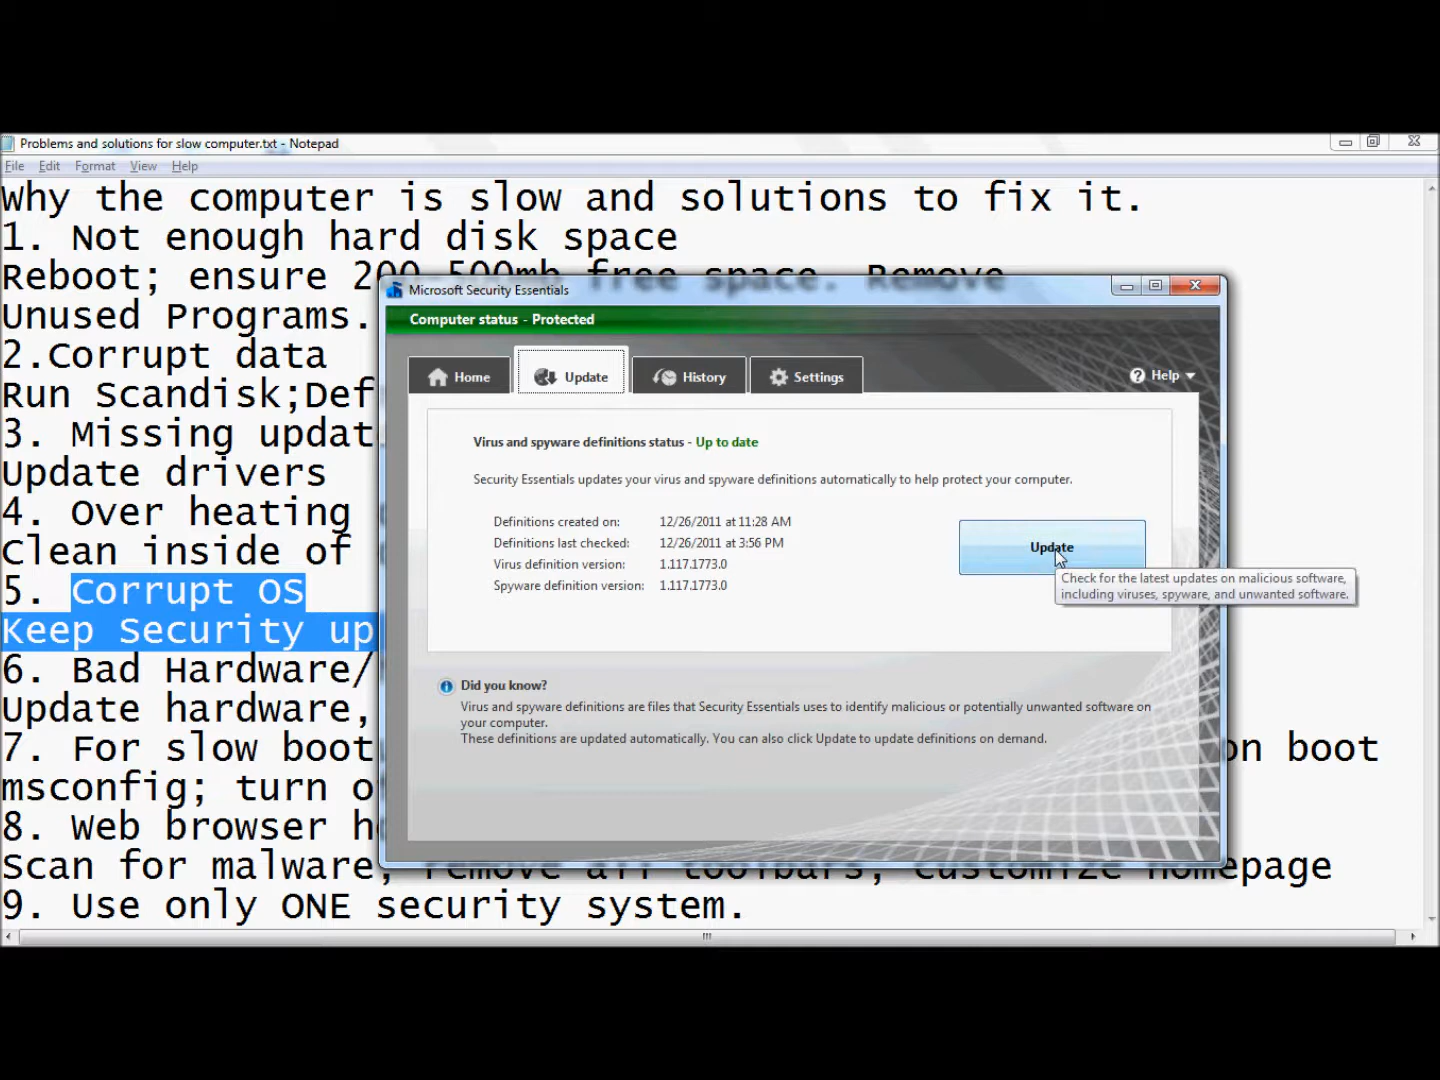 Problems and solutions for slow computer.txt - Notepad
File Edit Format View Help
Why the computer is slow and solutions to fix it.
1. Not enough hard disk space
Reboot; ensure 200-500mb free space. Remove
Unused Programs.
2.Corrupt data
Run Scandisk;Def
3. Missing updat
Update drivers
4. Over heating
Clean inside of
5. Corrupt OS
Keep Security up
6. Bad Hardware/
Update hardware,
7. For slow boot on boot
msconfig; turn o
8. Web browser h
Scan for malware, remove all toolbars, customize homepage
9. Use only ONE security system.
Microsoft Security Essentials
Computer status - Protected
Home Update History Settings Help
Virus and spyware definitions status - Up to date
Security Essentials updates your virus and spyware definitions automatically to help protect your computer.
Definitions created on: 12/26/2011 at 11:28 AM
Definitions last checked: 12/26/2011 at 3:56 PM
Virus definition version: 1.117.1773.0
Spyware definition version: 1.117.1773.0
Update
Check for the latest updates on malicious software,
including viruses, spyware, and unwanted software.
Did you know?
Virus and spyware definitions are files that Security Essentials uses to identify malicious or potentially unwanted software on
your computer.
These definitions are updated automatically. You can also click Update to update definitions on demand.